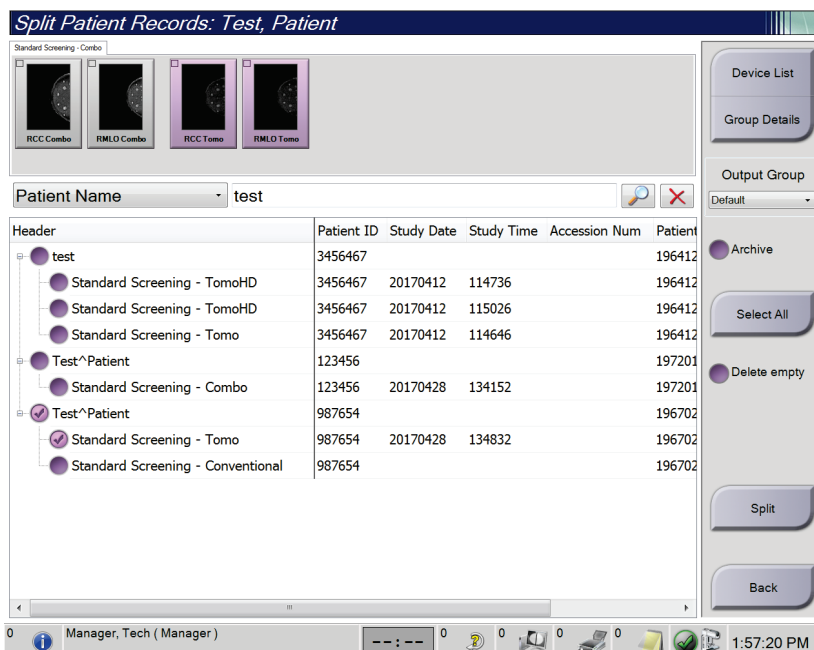 Split Patient Records: Test, Patient
Standard Screening - Combo
RCC Combo RMLO Combo RCC Tomo RMLO Tomo
Device List
Group Details
Output Group
Default
Archive
Select All
Delete empty
Split
Back
Patient Name test
Header Patient ID Study Date Study Time Accession Num Patient
test 3456467 196412
Standard Screening - TomoHD 3456467 20170412 114736 196412
Standard Screening - TomoHD 3456467 20170412 115026 196412
Standard Screening - Tomo 3456467 20170412 114646 196412
Test^Patient 123456 197201
Standard Screening - Combo 123456 20170428 134152 197201
Test^Patient 987654 196702
Standard Screening - Tomo 987654 20170428 134832 196702
Standard Screening - Conventional 987654 196702
0 Manager, Tech ( Manager ) --:-- 0 0 0 0 1:57:20 PM